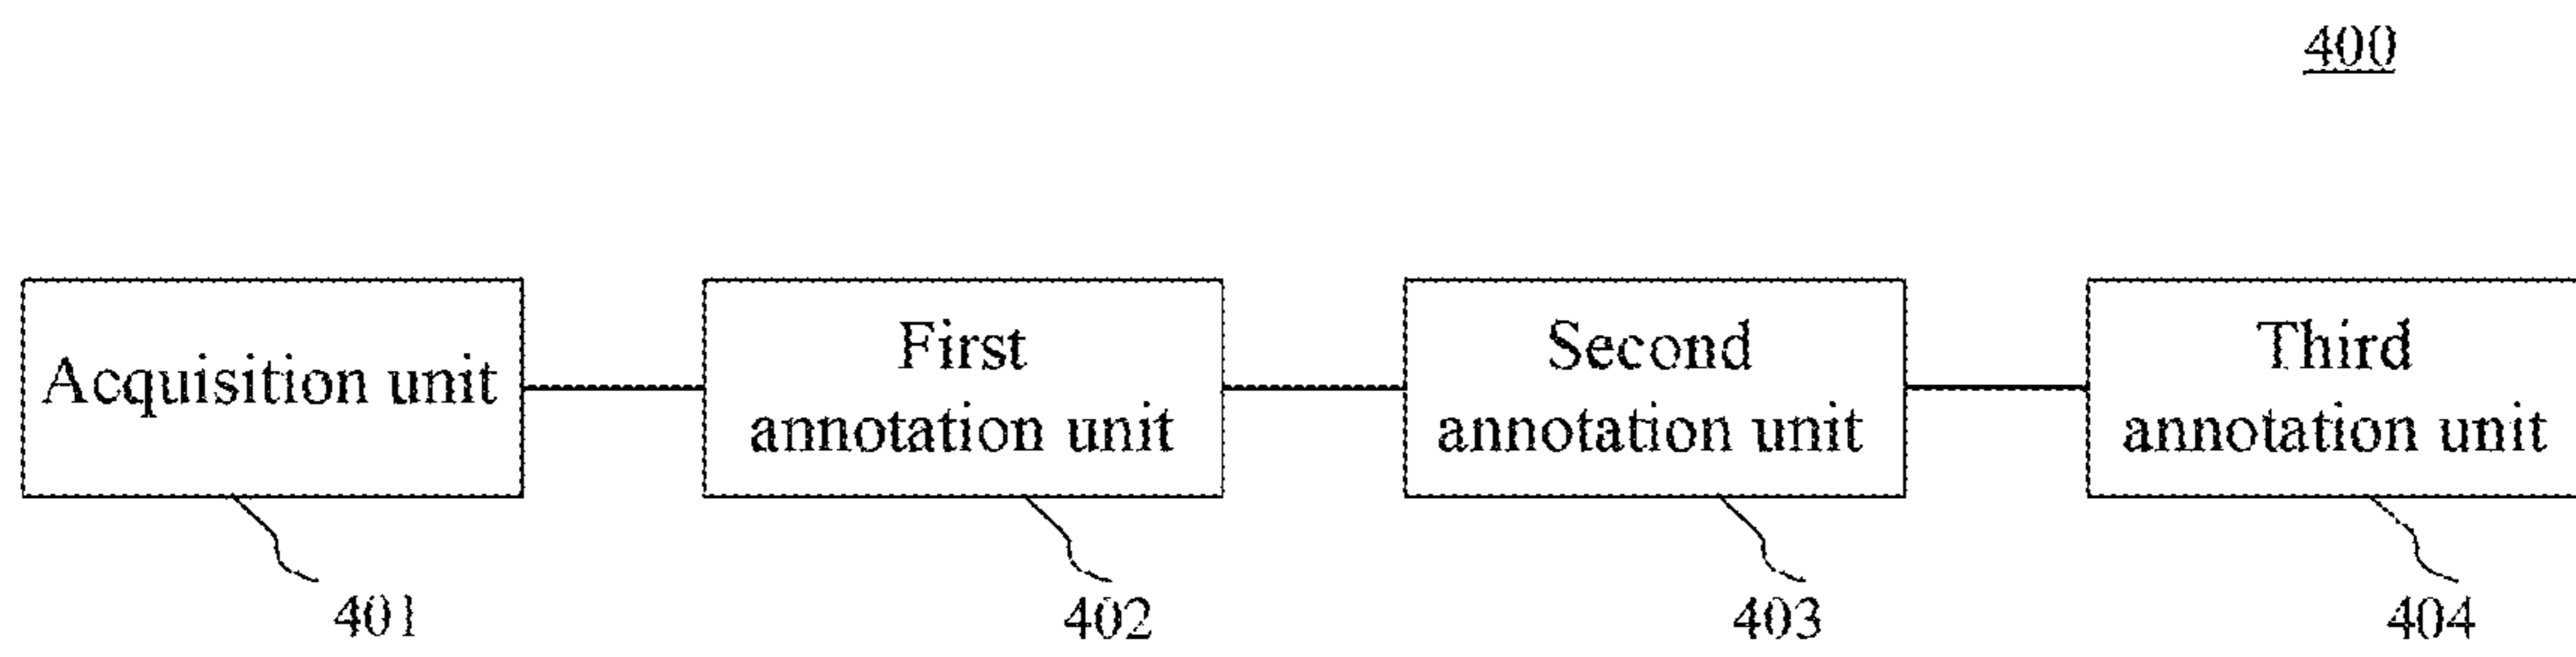 400
Acquisition unit
First
annotation unit
Second
annotation unit
Third
annotation unit
401
402
403
404